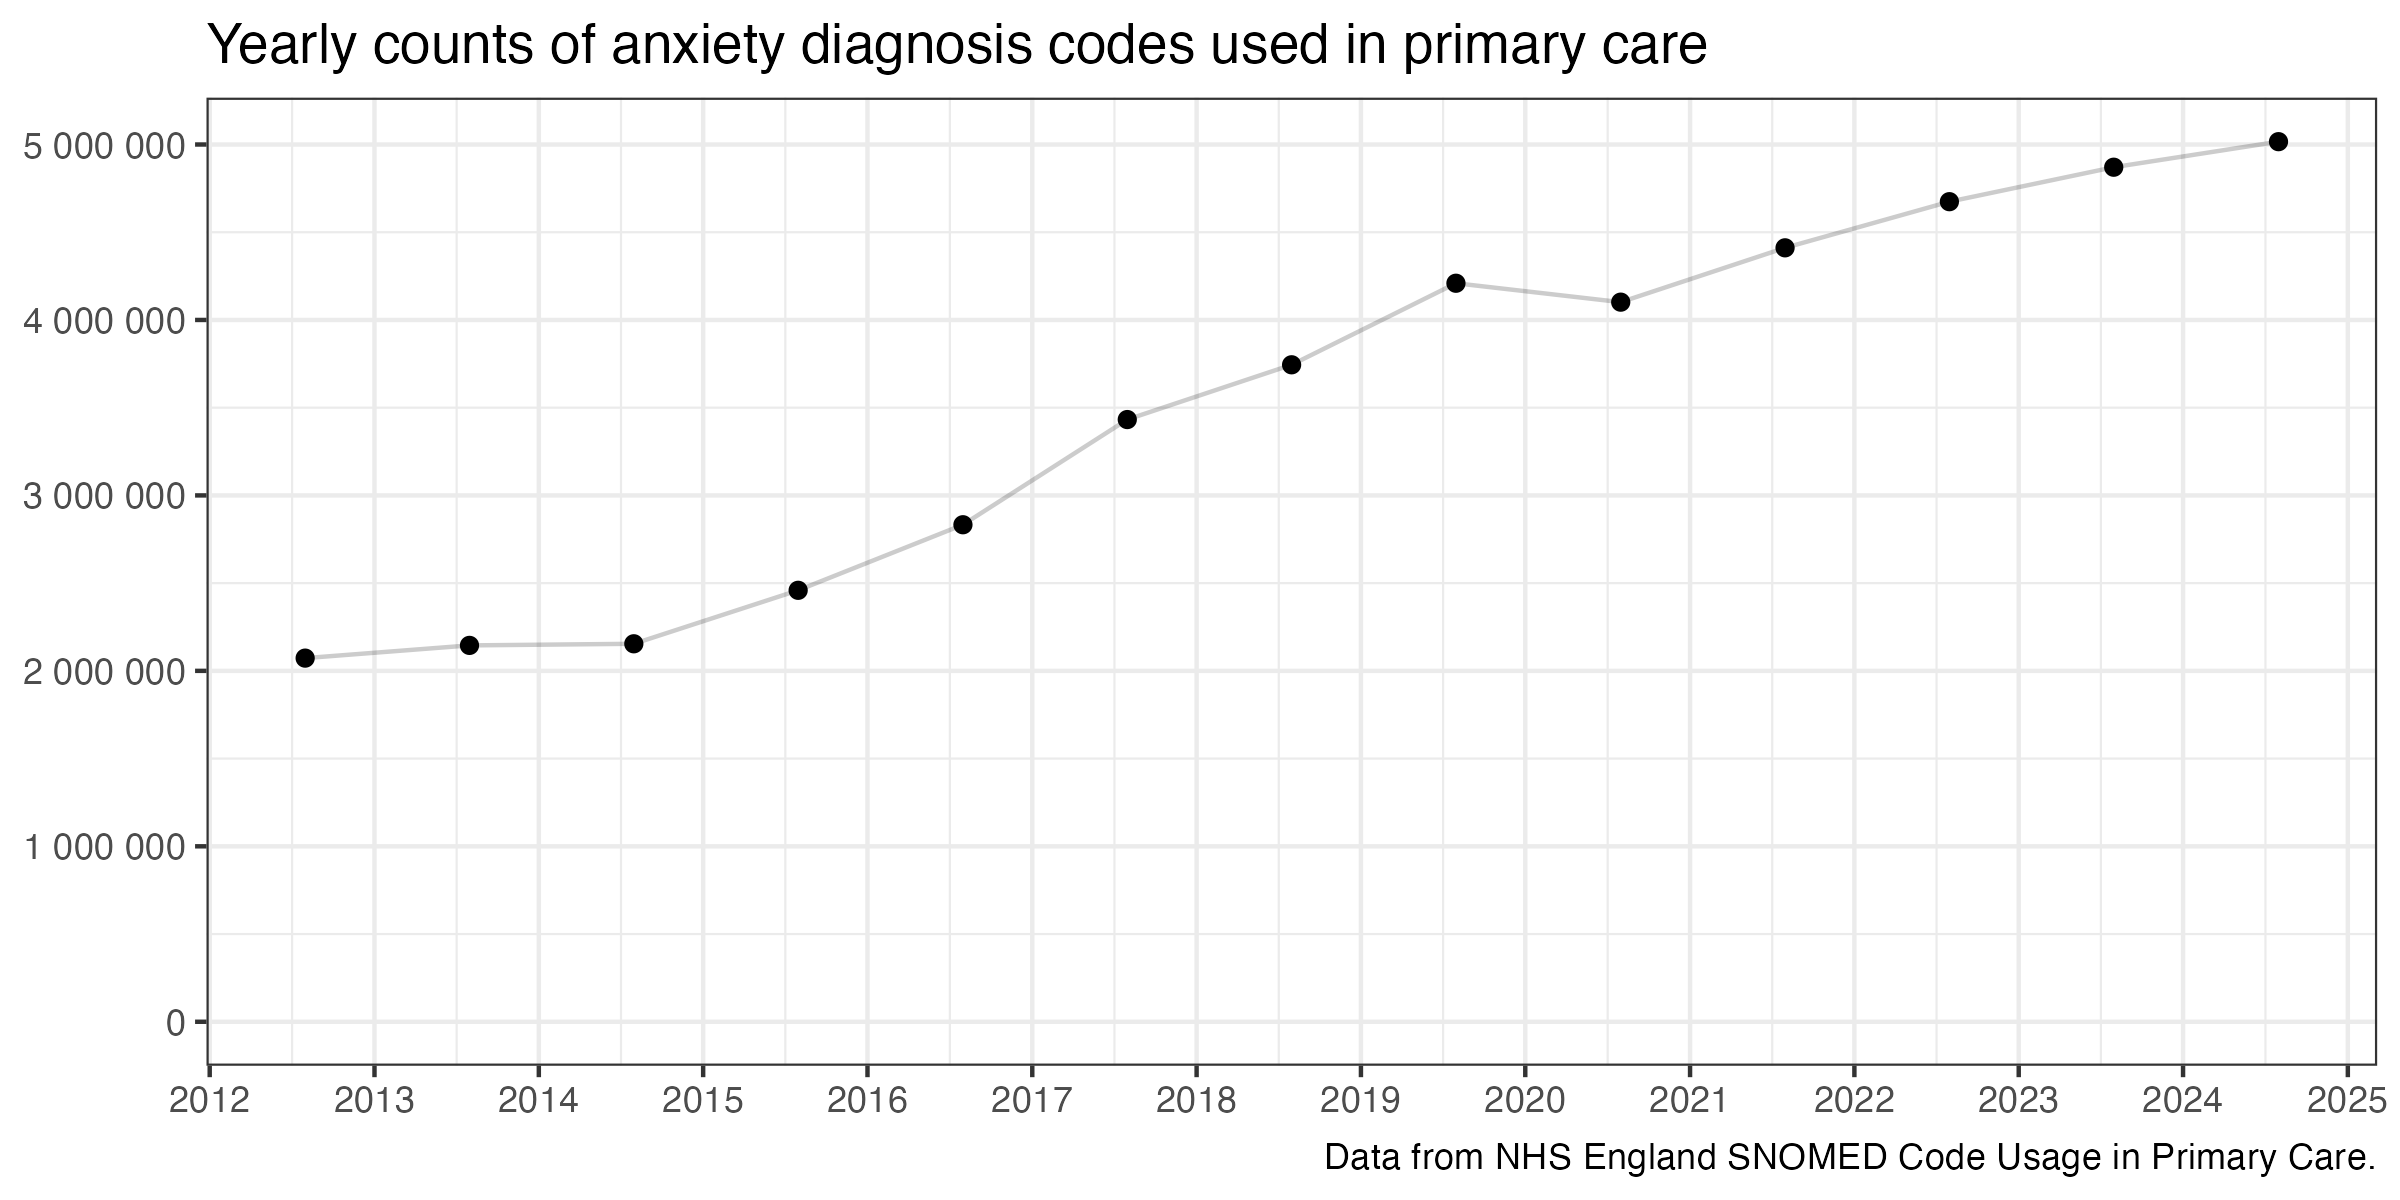 Yearly counts of anxiety diagnosis codes used in primary care
5 000 000
4 000 000
3 000 000
2 000 000
1 000 000
0
2012 2013 2014 2015 2016 2017 2018 2019 2020 2021 2022 2023 2024 2025
Data from NHS England SNOMED Code Usage in Primary Care.